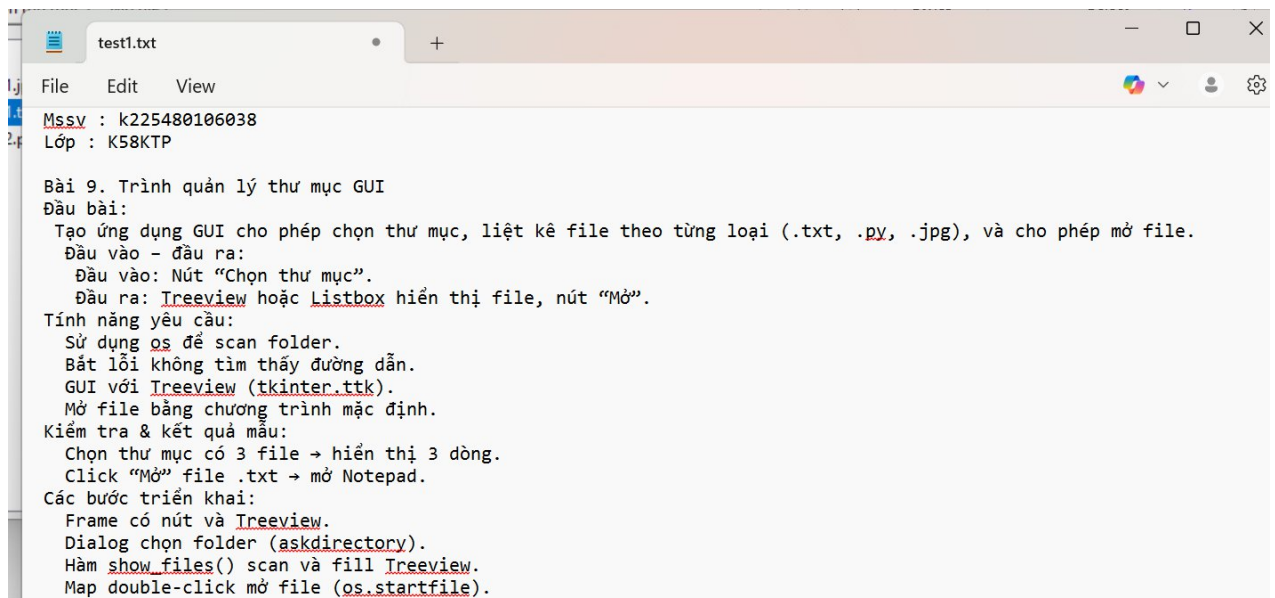 test1.txt
File Edit View
Mssv : k225480106038
Lớp : K58KTP
Bài 9. Trình quản lý thư mục GUI
Đầu bài:
Tạo ứng dụng GUI cho phép chọn thư mục, liệt kê file theo từng loại (.txt, .py, .jpg), và cho phép mở file.
Đầu vào – đầu ra:
Đầu vào: Nút “Chọn thư mục”.
Đầu ra: Treeview hoặc Listbox hiển thị file, nút “Mở”.
Tính năng yêu cầu:
Sử dụng os để scan folder.
Bắt lỗi không tìm thấy đường dẫn.
GUI với Treeview (tkinter.ttk).
Mở file bằng chương trình mặc định.
Kiểm tra & kết quả mẫu:
Chọn thư mục có 3 file → hiển thị 3 dòng.
Click “Mở” file .txt → mở Notepad.
Các bước triển khai:
Frame có nút và Treeview.
Dialog chọn folder (askdirectory).
Hàm show_files() scan và fill Treeview.
Map double-click mở file (os.startfile).